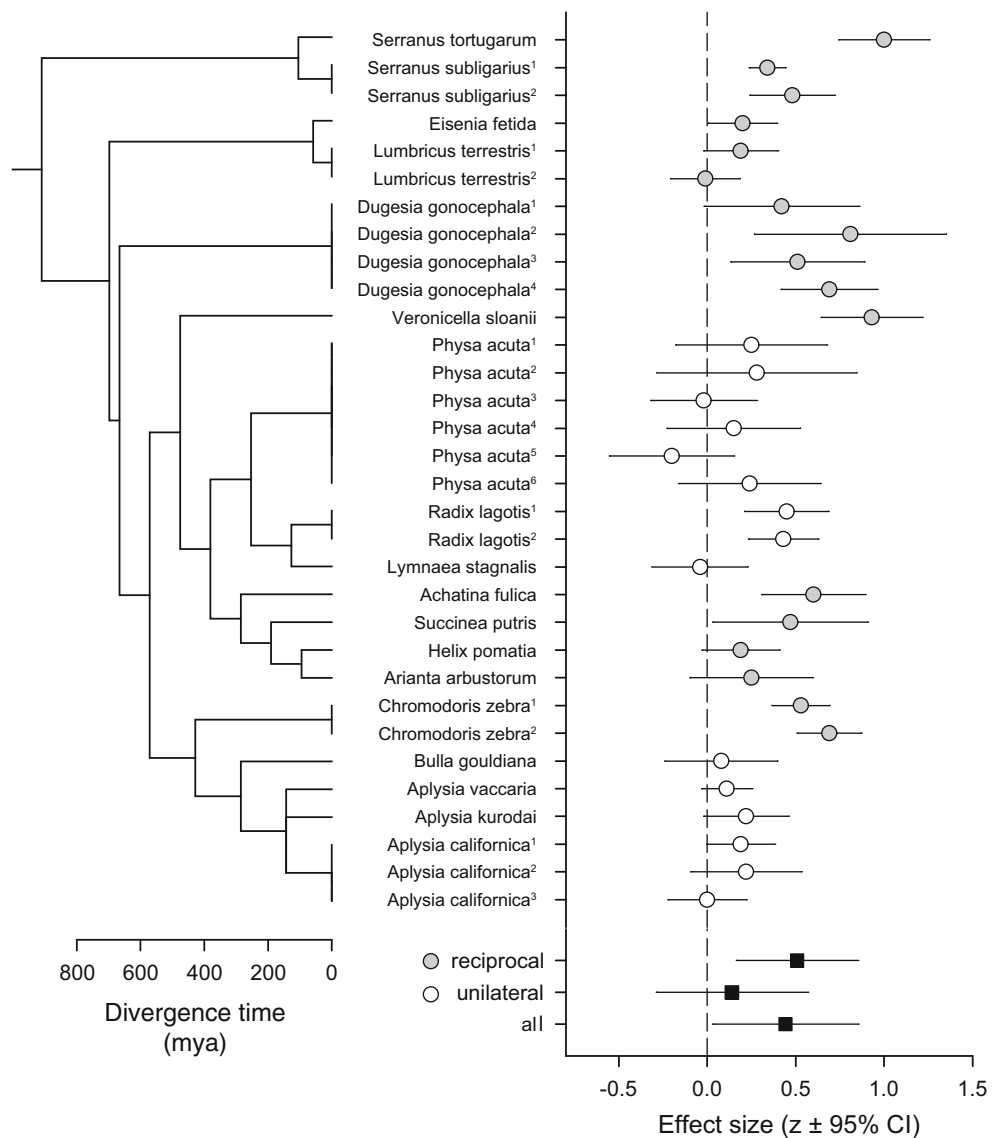 Serranus tortugarum
Serranus subligarius¹
Serranus subligarius²
Eisenia fetida
Lumbricus terrestris¹
Lumbricus terrestris²
Dugesia gonocephala¹
Dugesia gonocephala²
Dugesia gonocephala³
Dugesia gonocephala⁴
Veronicella sloanii
Physa acuta¹
Physa acuta²
Physa acuta³
Physa acuta⁴
Physa acuta⁵
Physa acuta⁶
Radix lagotis¹
Radix lagotis²
Lymnaea stagnalis
Achatina fulica
Succinea putris
Helix pomatia
Arianta arbustorum
Chromodoris zebra¹
Chromodoris zebra²
Bulla gouldiana
Aplysia vaccaria
Aplysia kurodai
Aplysia californica¹
Aplysia californica²
Aplysia californica³
reciprocal
unilateral
all
800 600 400 200 0
Divergence time
(mya)
-0.5 0.0 0.5 1.0 1.5
Effect size (z ± 95% CI)